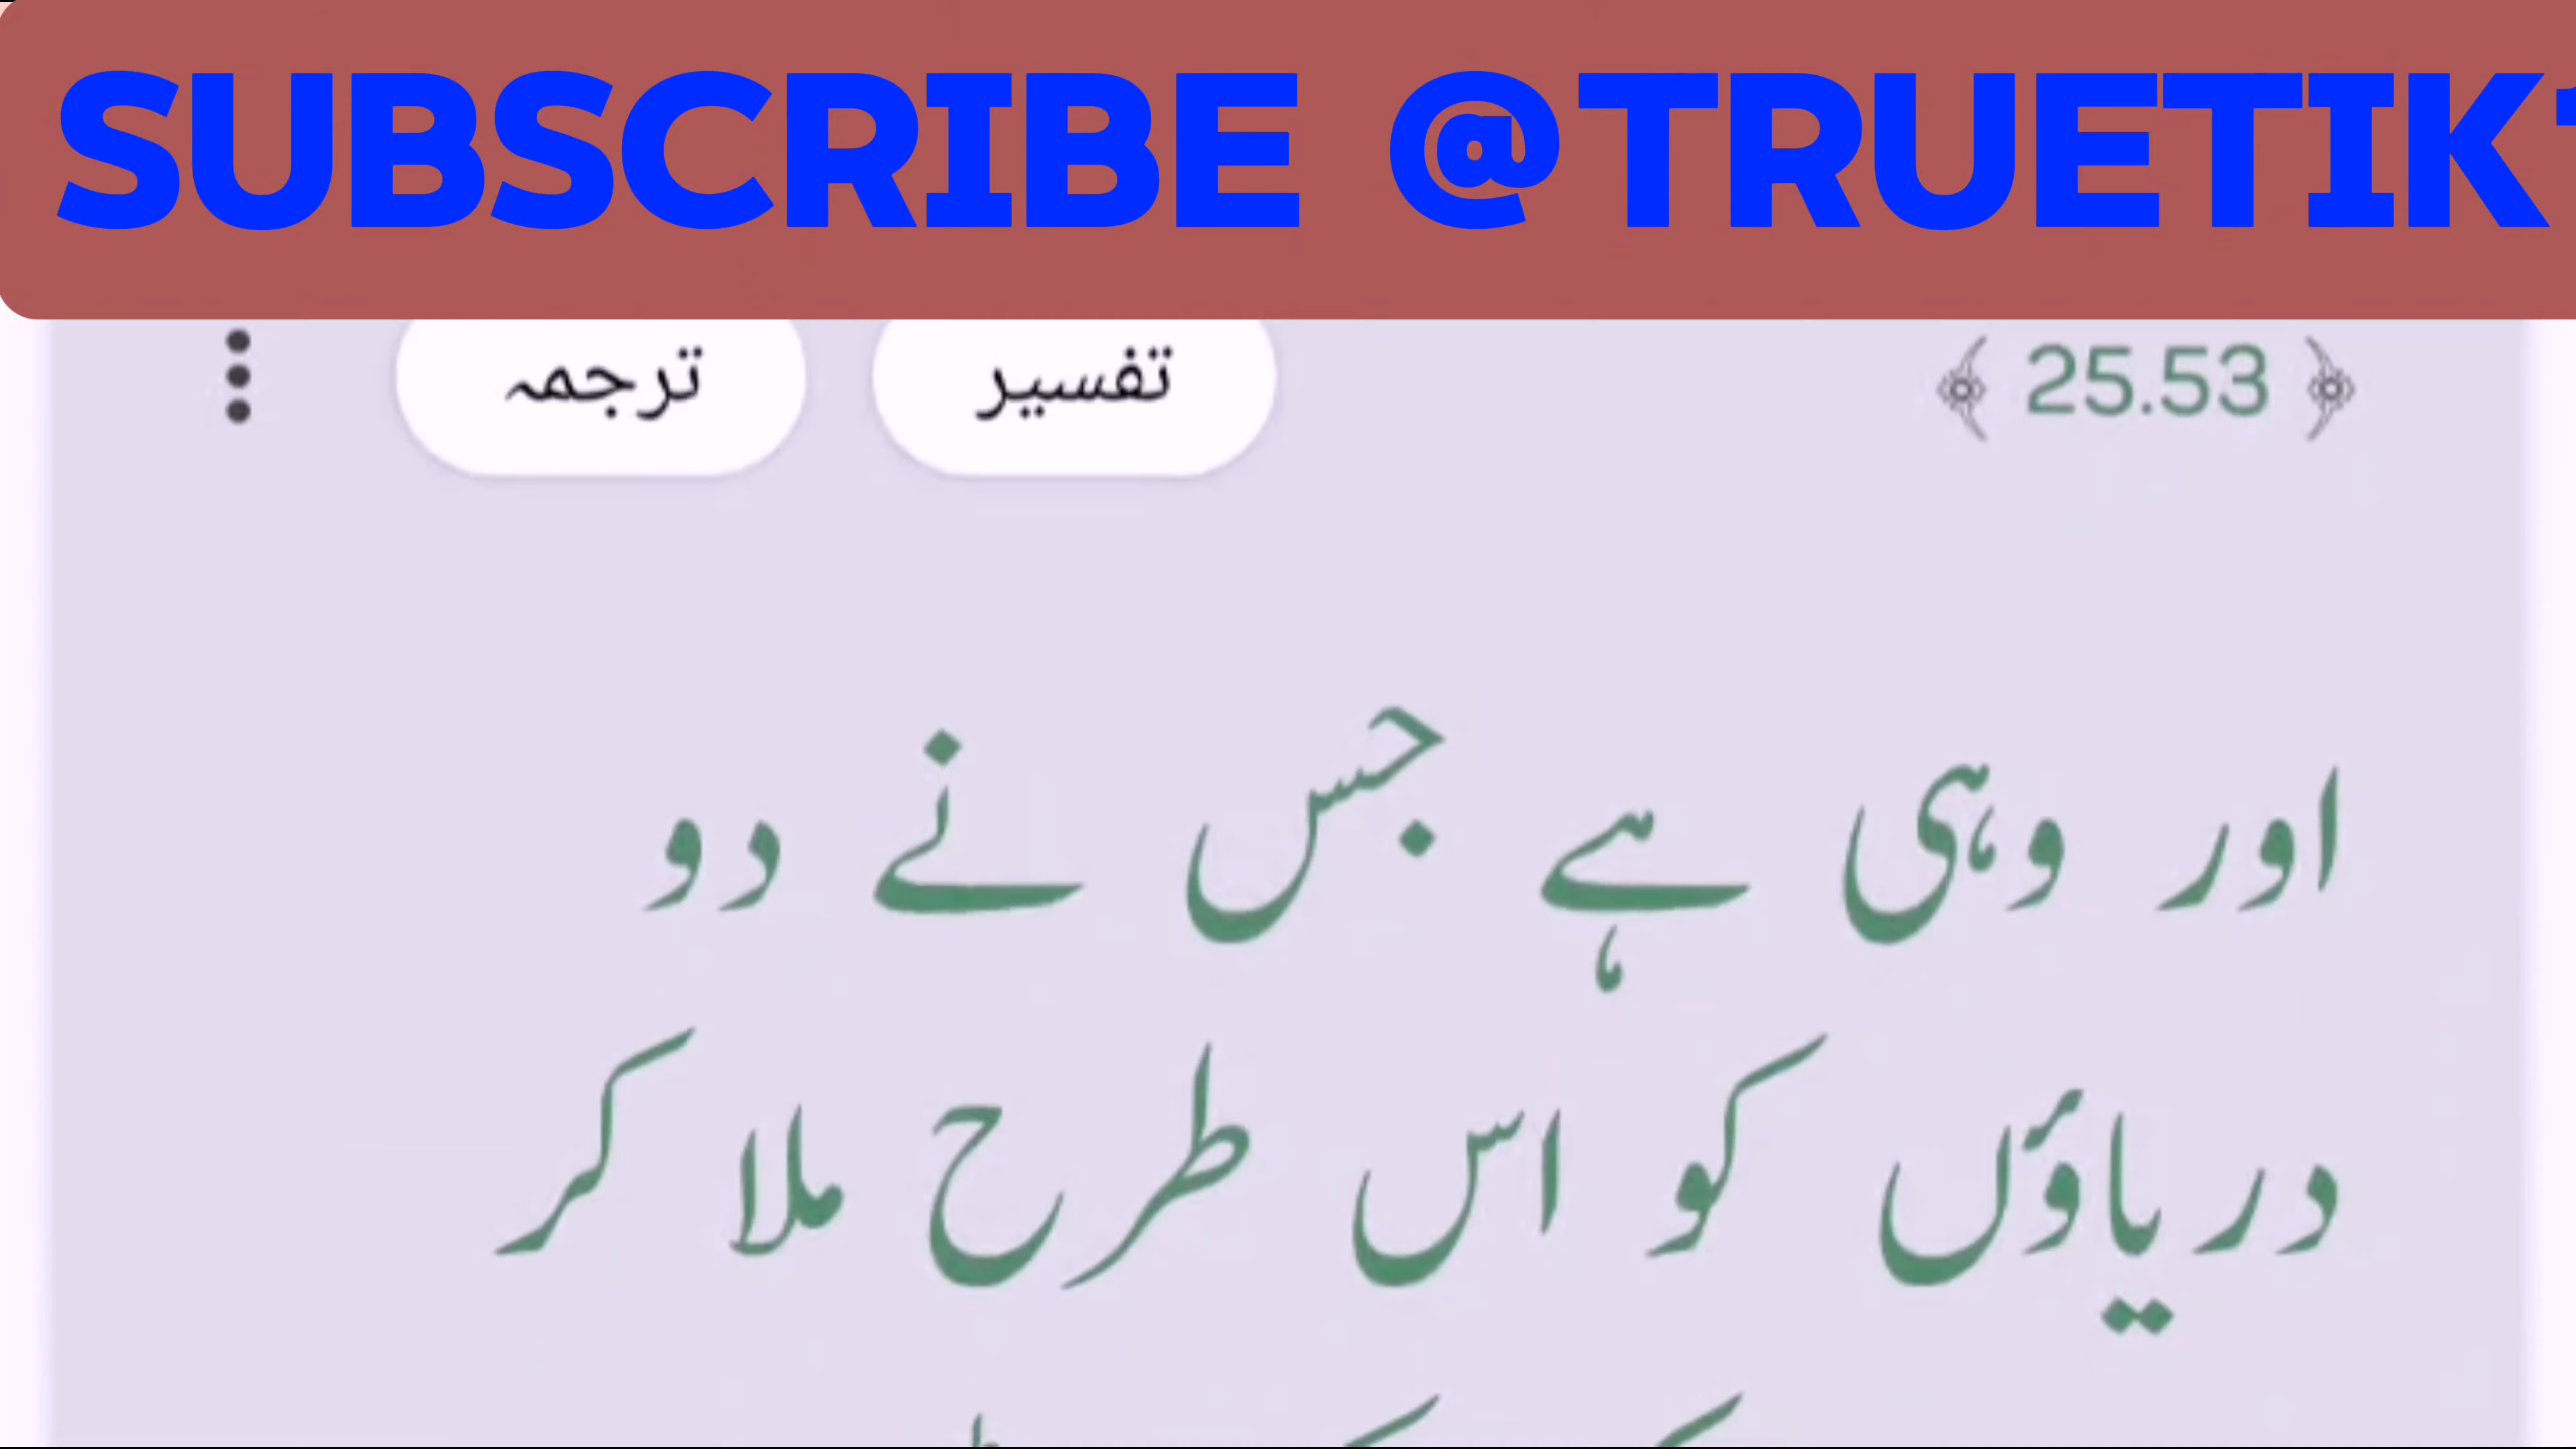 SUBSCRIBE @TRUETIK
﴾ 25.53 ﴿ تفسیر ترجمہ
اور وہی ہے جس نے دو
دریاؤں کو اس طرح ملا کر